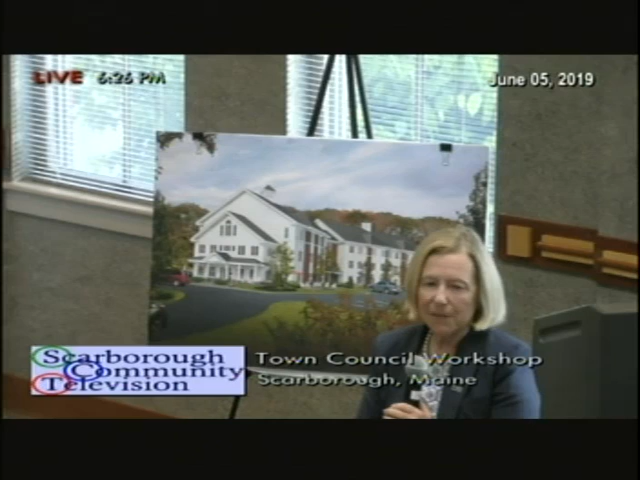 LIVE 6:26 PM
June 05, 2019
Scarborough
Community
Television
Town Council Workshop
Scarborough, Maine